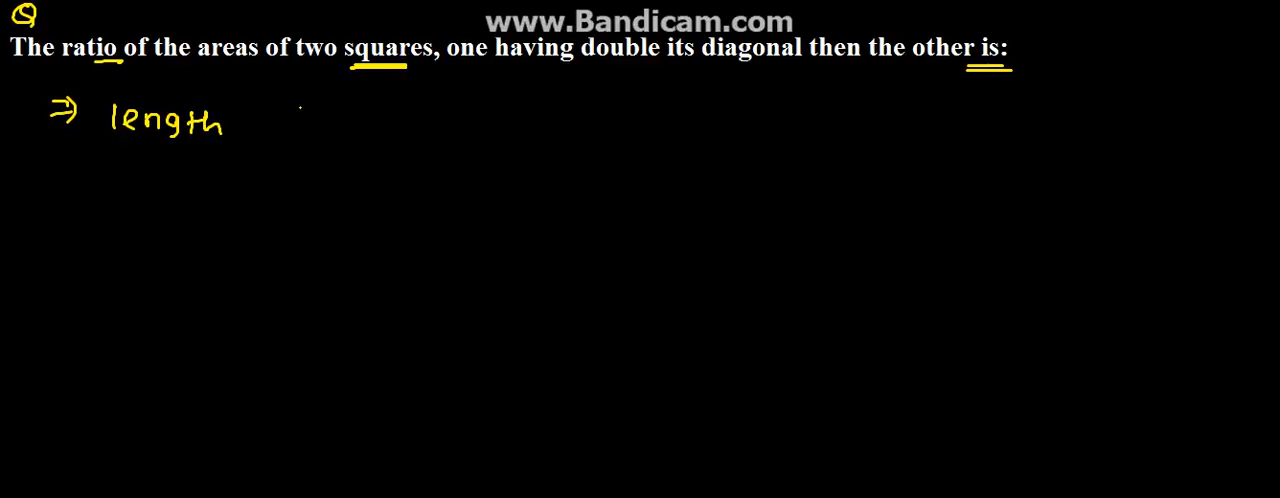 Q
www.Bandicam.com
The ratio of the areas of two squares, one having double its diagonal then the other is:
⇒ length